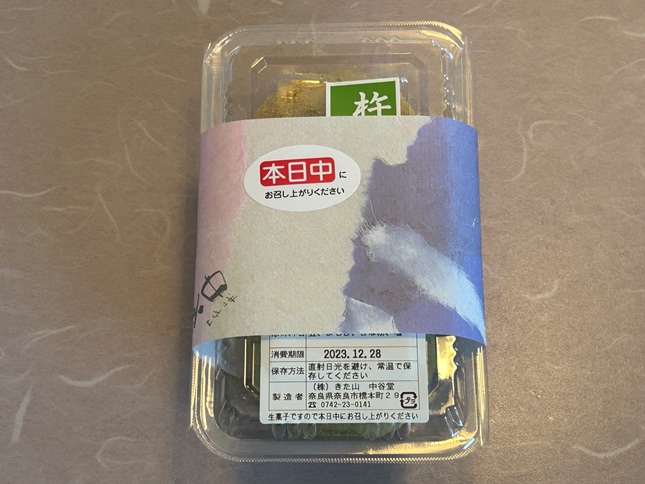 杵
本日中に
お召し上がりください
消費期限 2023.12.28
保存方法 直射日光を避け、常温で保
存してください
製造者 (株)きた山 中谷堂
奈良県奈良市橋本町29
☎ 0742-23-0141
生菓子ですので本日中にお召し上がりください